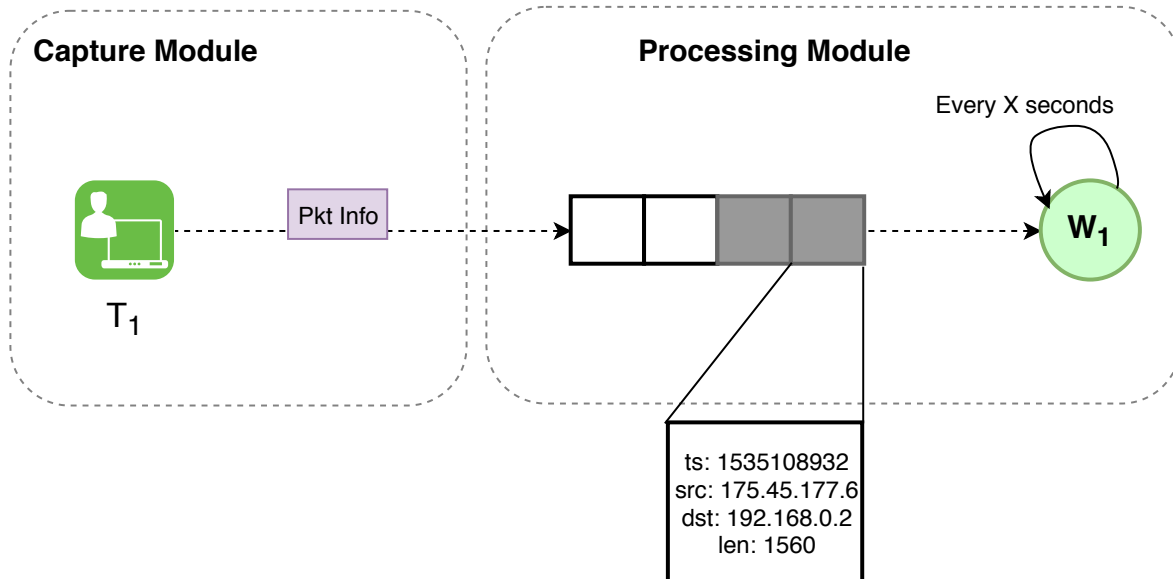 Capture Module
Processing Module
Every X seconds
Pkt Info
W1
T1
ts: 1535108932
src: 175.45.177.6
dst: 192.168.0.2
len: 1560